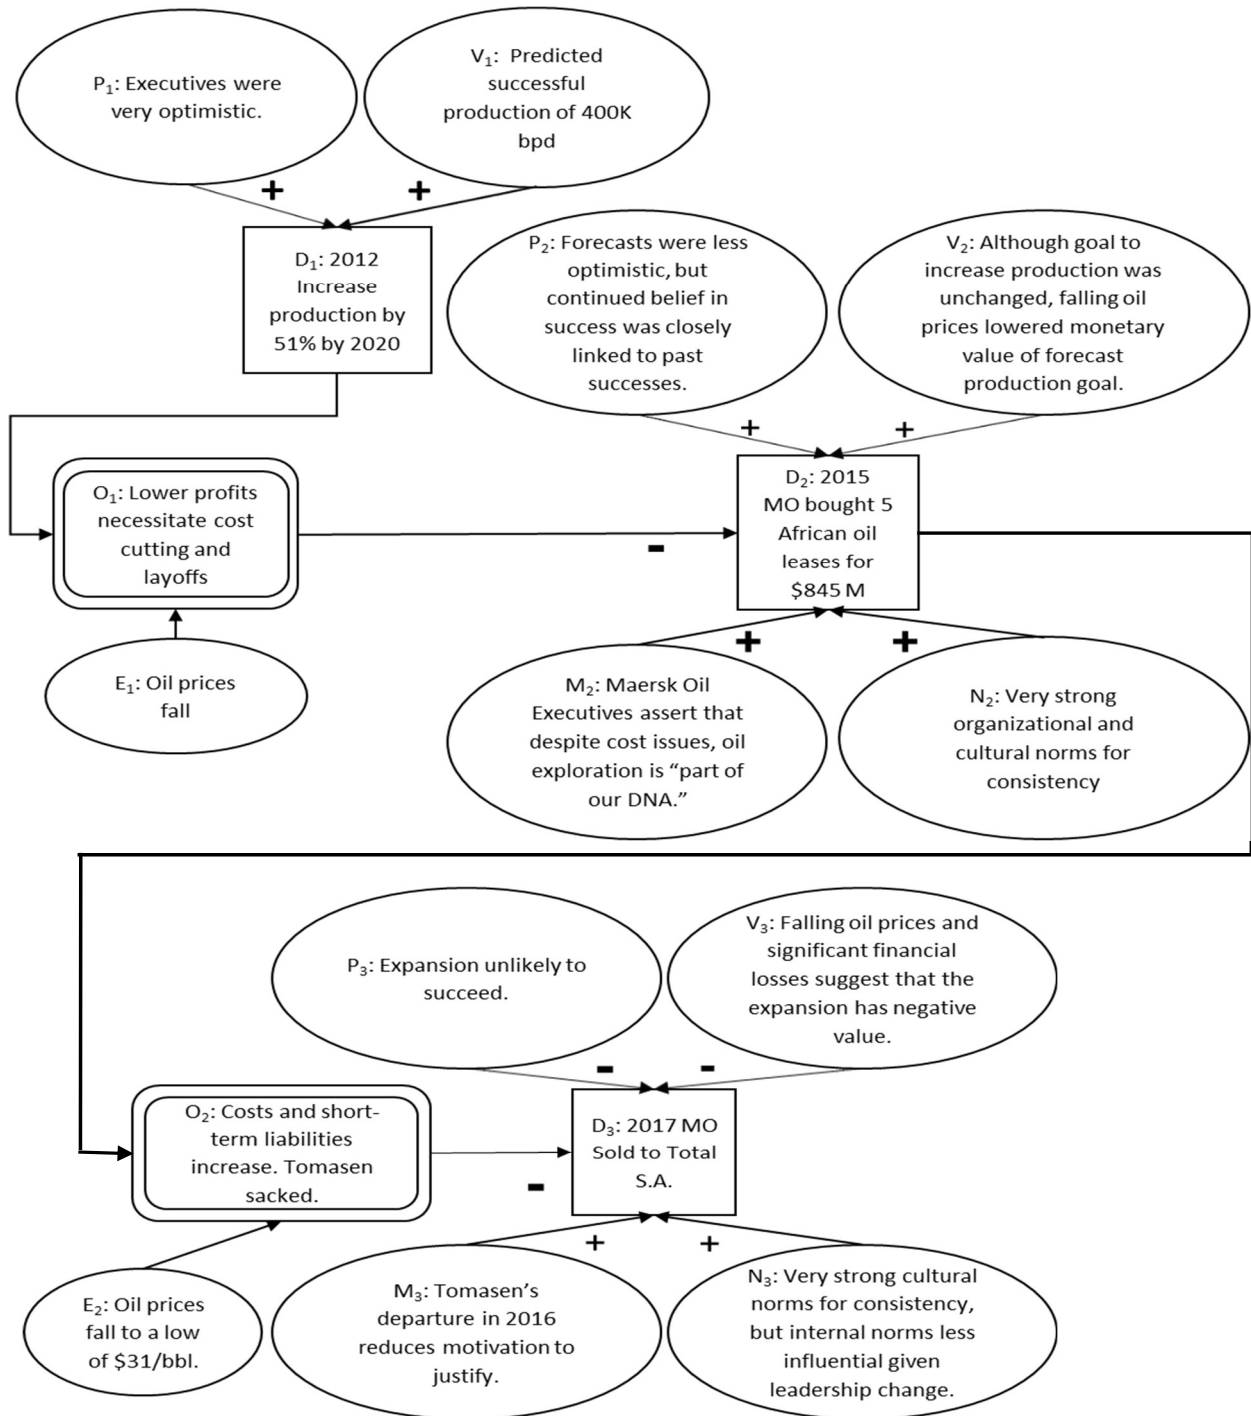 P₁: Executives were
very optimistic.
V₁: Predicted
successful
production of 400K
bpd
+
+
D₁: 2012
Increase
production by
51% by 2020
P₂: Forecasts were less
optimistic, but
continued belief in
success was closely
linked to past
successes.
V₂: Although goal to
increase production was
unchanged, falling oil
prices lowered monetary
value of forecast
production goal.
+
+
O₁: Lower profits
necessitate cost
cutting and
layoffs
-
D₂: 2015
MO bought 5
African oil
leases for
$845 M
E₁: Oil prices
fall
+
+
M₂: Maersk Oil
Executives assert that
despite cost issues, oil
exploration is “part of
our DNA.”
N₂: Very strong
organizational and
cultural norms for
consistency
P₃: Expansion unlikely to
succeed.
V₃: Falling oil prices and
significant financial
losses suggest that the
expansion has negative
value.
-
-
O₂: Costs and short-
term liabilities
increase. Tomasen
sacked.
-
D₃: 2017 MO
Sold to Total
S.A.
+
+
E₂: Oil prices
fall to a low
of $31/bbl.
M₃: Tomasen’s
departure in 2016
reduces motivation to
justify.
N₃: Very strong cultural
norms for consistency,
but internal norms less
influential given
leadership change.